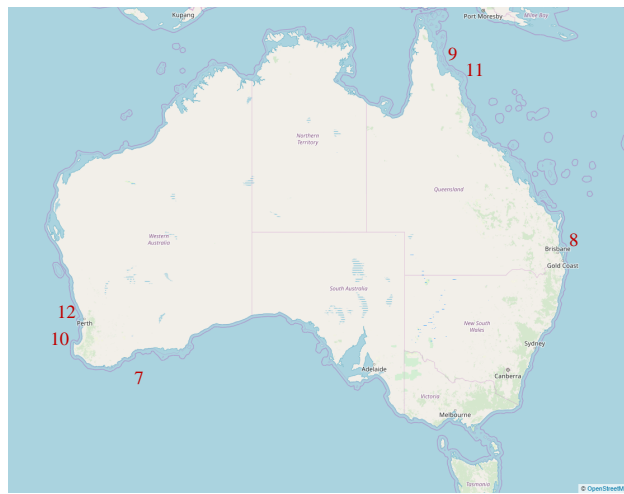 Kupang
Port Moresby
Milne Bay
9
11
Northern
Territory
Queensland
Western
Australia
8
Brisbane
Gold Coast
South Australia
12
Perth
New South
Wales
10
Sydney
7
Adelaide
Canberra
Victoria
Melbourne
Tasmania
© OpenStreetM